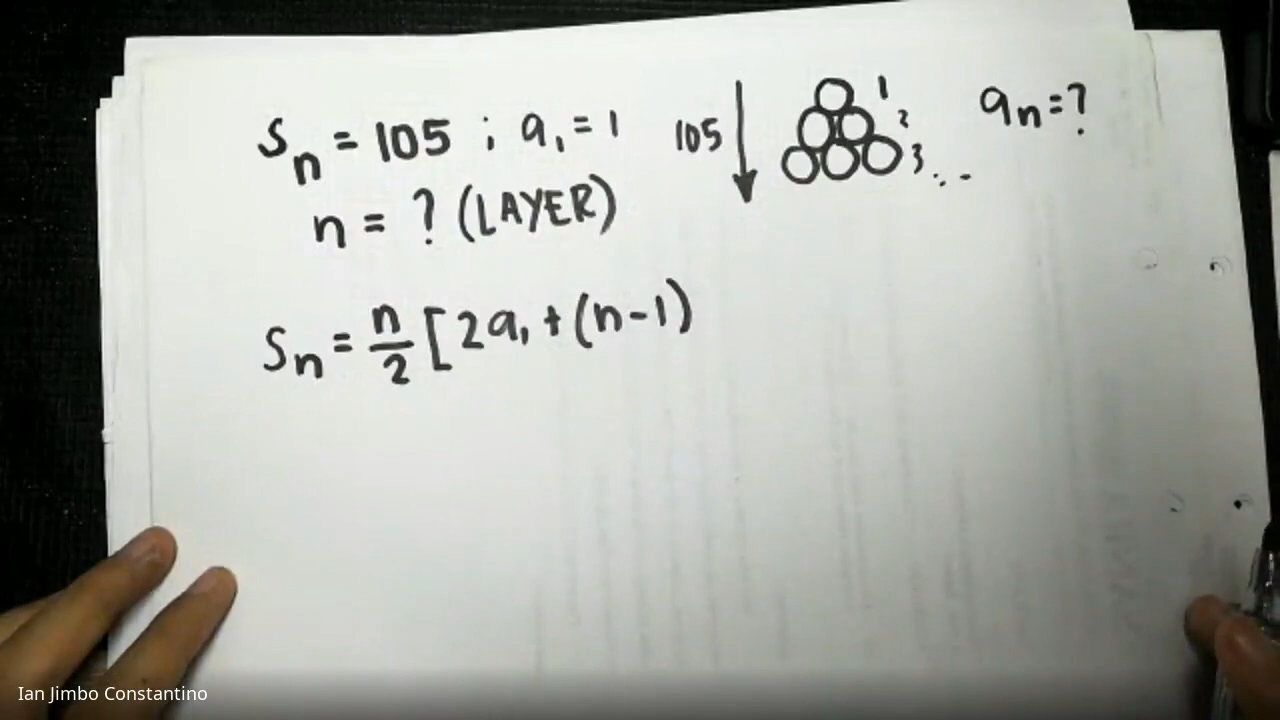 Sn = 105 ; a₁ = 1
n = ? (LAYER)
105
1
2
3...
an = ?
Sn = n/2 [2a₁ + (n-1)
Ian Jimbo Constantino